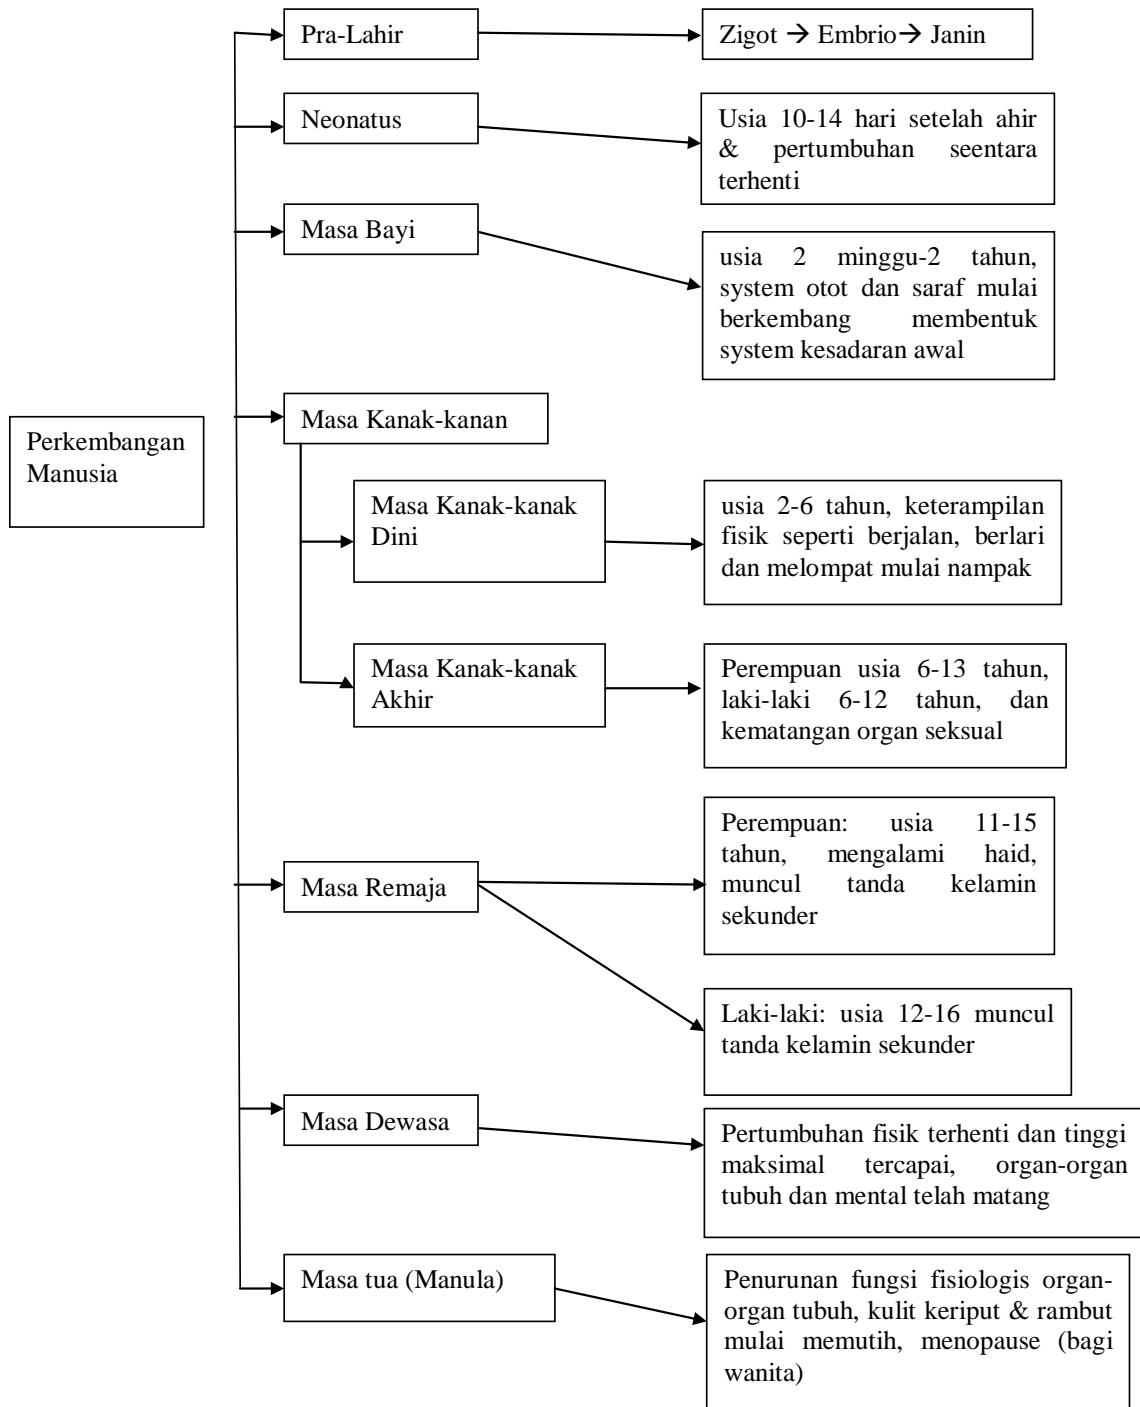 Pra-Lahir
Zigot → Embrio→ Janin
Neonatus
Usia 10-14 hari setelah ahir
& pertumbuhan seentara
terhenti
Masa Bayi
usia 2 minggu-2 tahun,
system otot dan saraf mulai
berkembang membentuk
system kesadaran awal
Perkembangan
Manusia
Masa Kanak-kanan
Masa Kanak-kanak
Dini
usia 2-6 tahun, keterampilan
fisik seperti berjalan, berlari
dan melompat mulai nampak
Masa Kanak-kanak
Akhir
Perempuan usia 6-13 tahun,
laki-laki 6-12 tahun, dan
kematangan organ seksual
Masa Remaja
Perempuan: usia 11-15
tahun, mengalami haid,
muncul tanda kelamin
sekunder
Laki-laki: usia 12-16 muncul
tanda kelamin sekunder
Masa Dewasa
Pertumbuhan fisik terhenti dan tinggi
maksimal tercapai, organ-organ
tubuh dan mental telah matang
Masa tua (Manula)
Penurunan fungsi fisiologis organ-
organ tubuh, kulit keriput & rambut
mulai memutih, menopause (bagi
wanita)